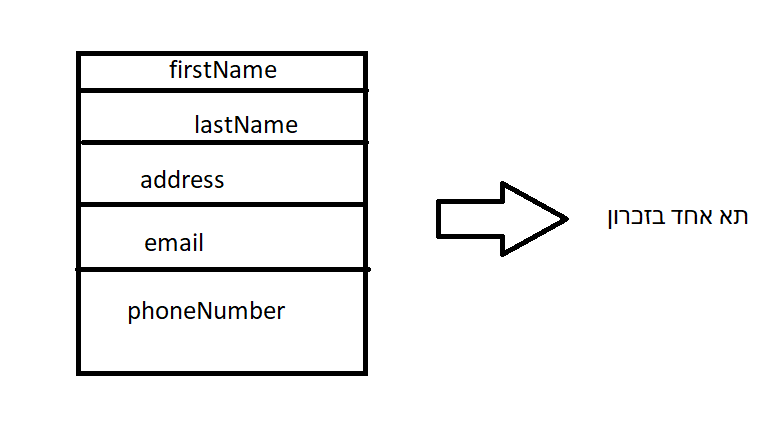 firstName
lastName
address
email
phoneNumber
תא אחד בזכרון